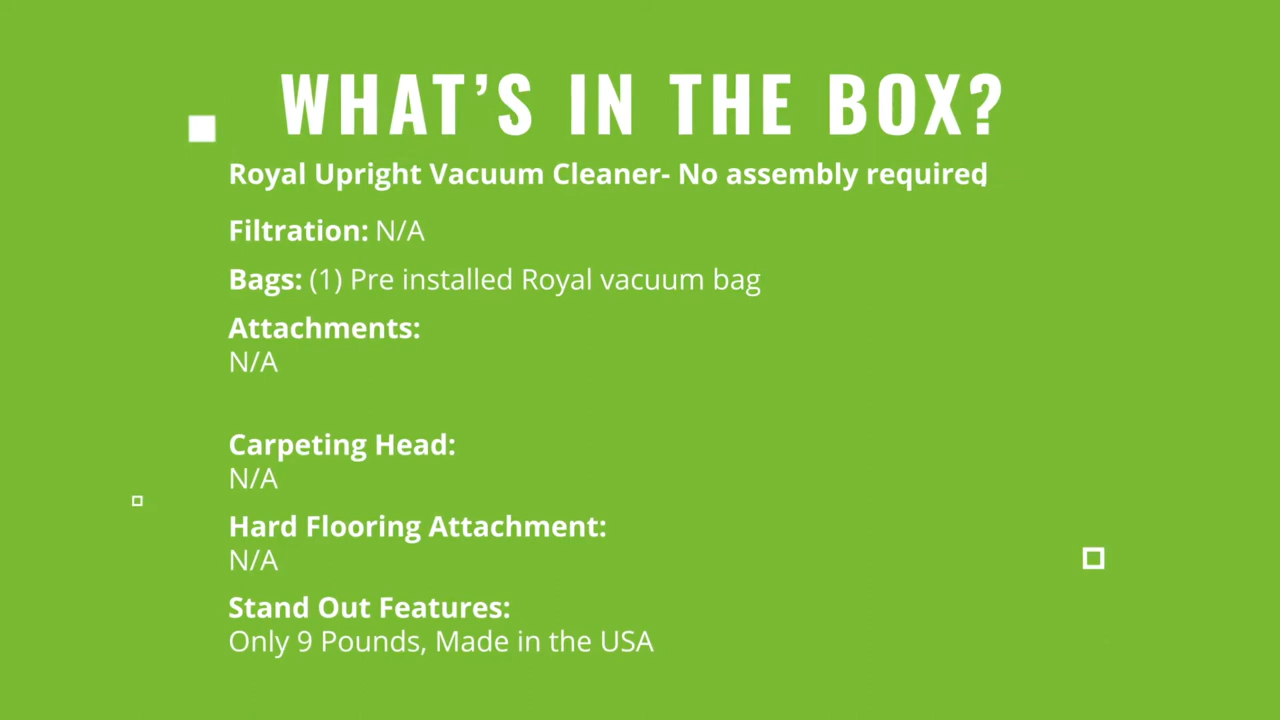 WHAT'S IN THE BOX?
Royal Upright Vacuum Cleaner- No assembly required
Filtration: N/A
Bags: (1) Pre installed Royal vacuum bag
Attachments:
N/A
Carpeting Head:
N/A
Hard Flooring Attachment:
N/A
Stand Out Features:
Only 9 Pounds, Made in the USA